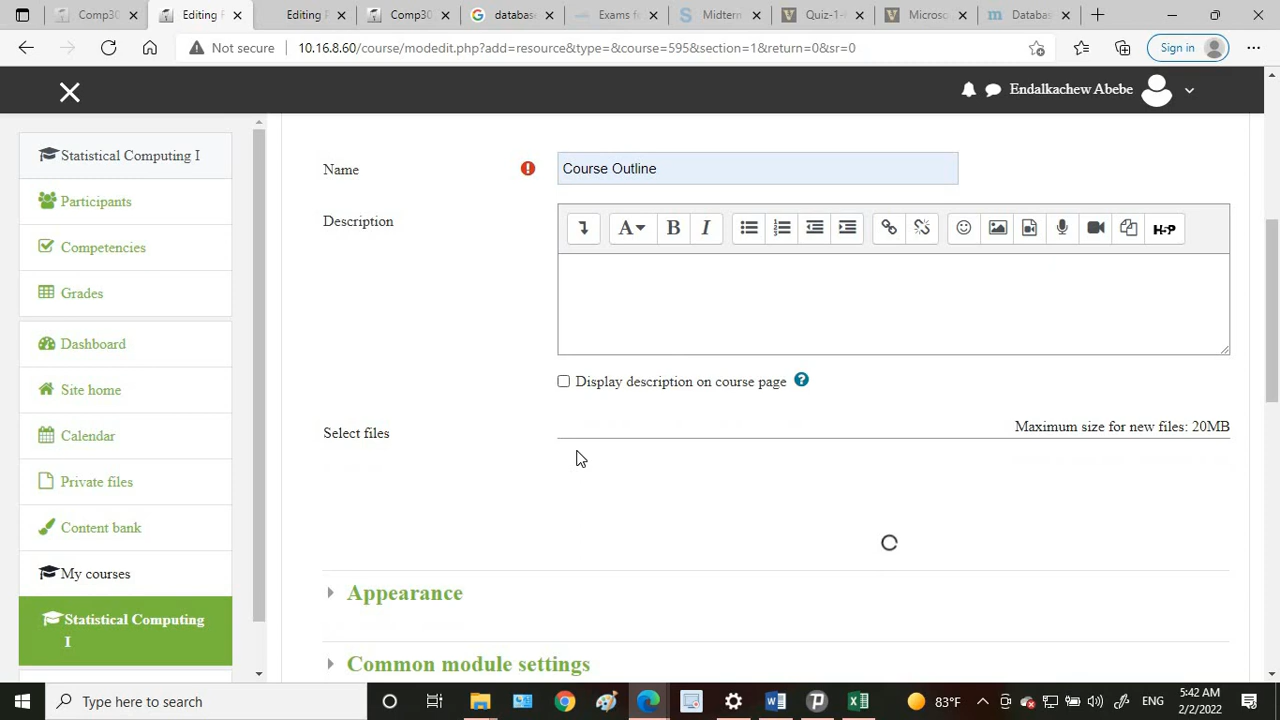 Comp30
Editing F
Editing F
Comp30
database
Exams fo
Midterm
Quiz-1-t
Microsc
Databas
Not secure
10.16.8.60/course/modedit.php?add=resource&type=&course=595&section=1&return=0&sr=0
Sign in
Endalkachew Abebe
Statistical Computing I
Participants
Competencies
Grades
Dashboard
Site home
Calendar
Private files
Content bank
My courses
Statistical Computing
I
Name
Course Outline
Description
A
B
I
H-P
Display description on course page
Select files
Maximum size for new files: 20MB
Appearance
Common module settings
Type here to search
83°F
ENG
5:42 AM
2/2/2022